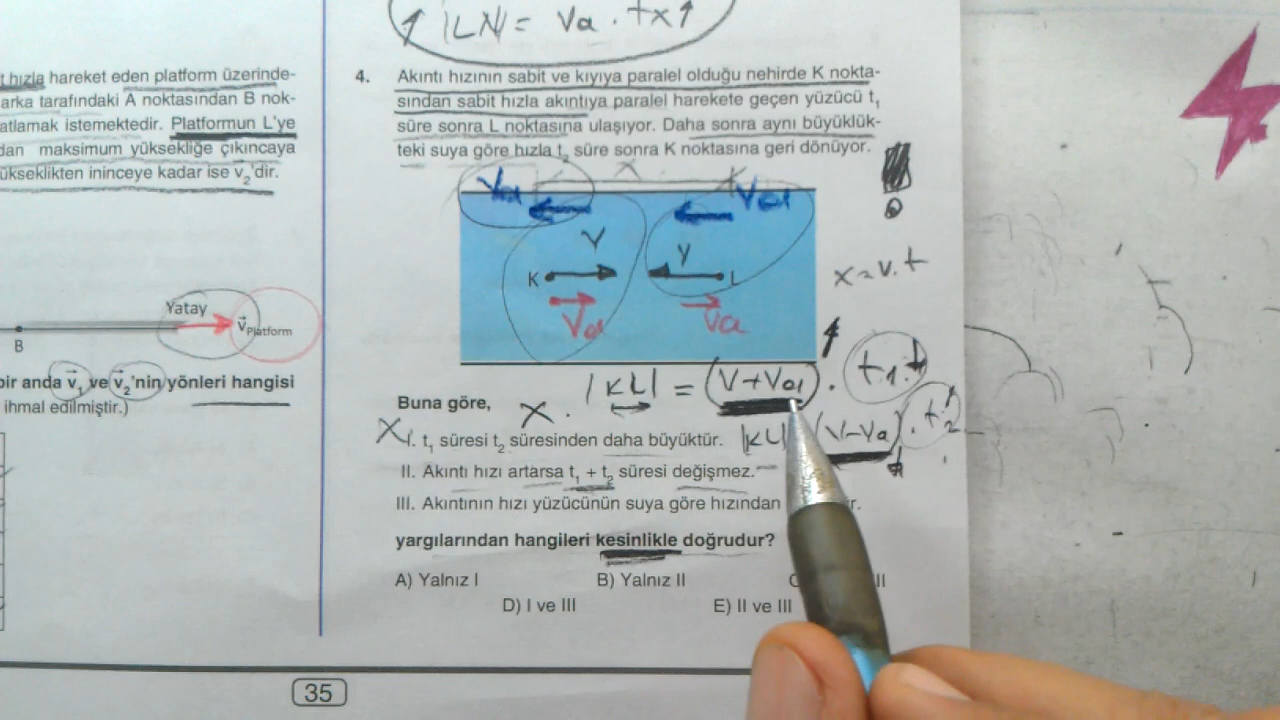 |LN| = Va . tx
t hızla hareket eden platform üzerinde-
arka tarafındaki A noktasından B nok-
atlamak istemektedir. Platformun L'ye
dan maksimum yüksekliğe çıkıncaya
ükseklikten ininceye kadar ise v₂'dir.
Yatay
v Platform
B
bir anda v₁ ve v₂'nin yönleri hangisi
ihmal edilmiştir.)
4. Akıntı hızının sabit ve kıyıya paralel olduğu nehirde K nokta-
sından sabit hızla akıntıya paralel harekete geçen yüzücü t₁
süre sonra L noktasına ulaşıyor. Daha sonra aynı büyüklük-
teki suya göre hızla t₂ süre sonra K noktasına geri dönüyor.
X
Va Va
V V
K L
Va Va
x = v . t
|KL| = (V+Va) . t1
Buna göre, X
I. t₁ süresi t₂ süresinden daha büyüktür.
|KL (V-Va) . t2
II. Akıntı hızı artarsa t₁ + t₂ süresi değişmez.
III. Akıntının hızı yüzücünün suya göre hızından
yargılarından hangileri kesinlikle doğrudur?
A) Yalnız I B) Yalnız II
D) I ve III E) II ve III
35